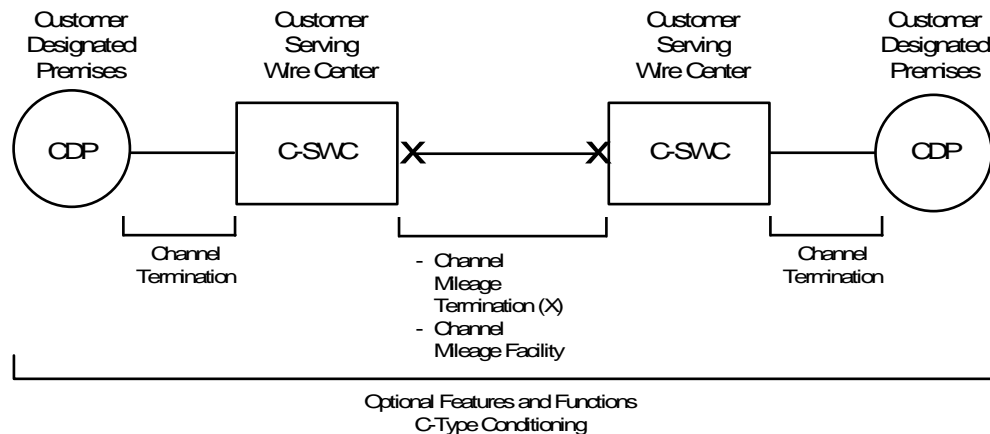 Customer
Designated
Premises
Customer
Serving
Wire Center
Customer
Serving
Wire Center
Customer
Designated
Premises
CDP
C-SWC
X
X
C-SWC
CDP
Channel
Termination
- Channel
Mileage
Termination (X)
- Channel
Mileage Facility
Channel
Termination
Optional Features and Functions
C-Type Conditioning